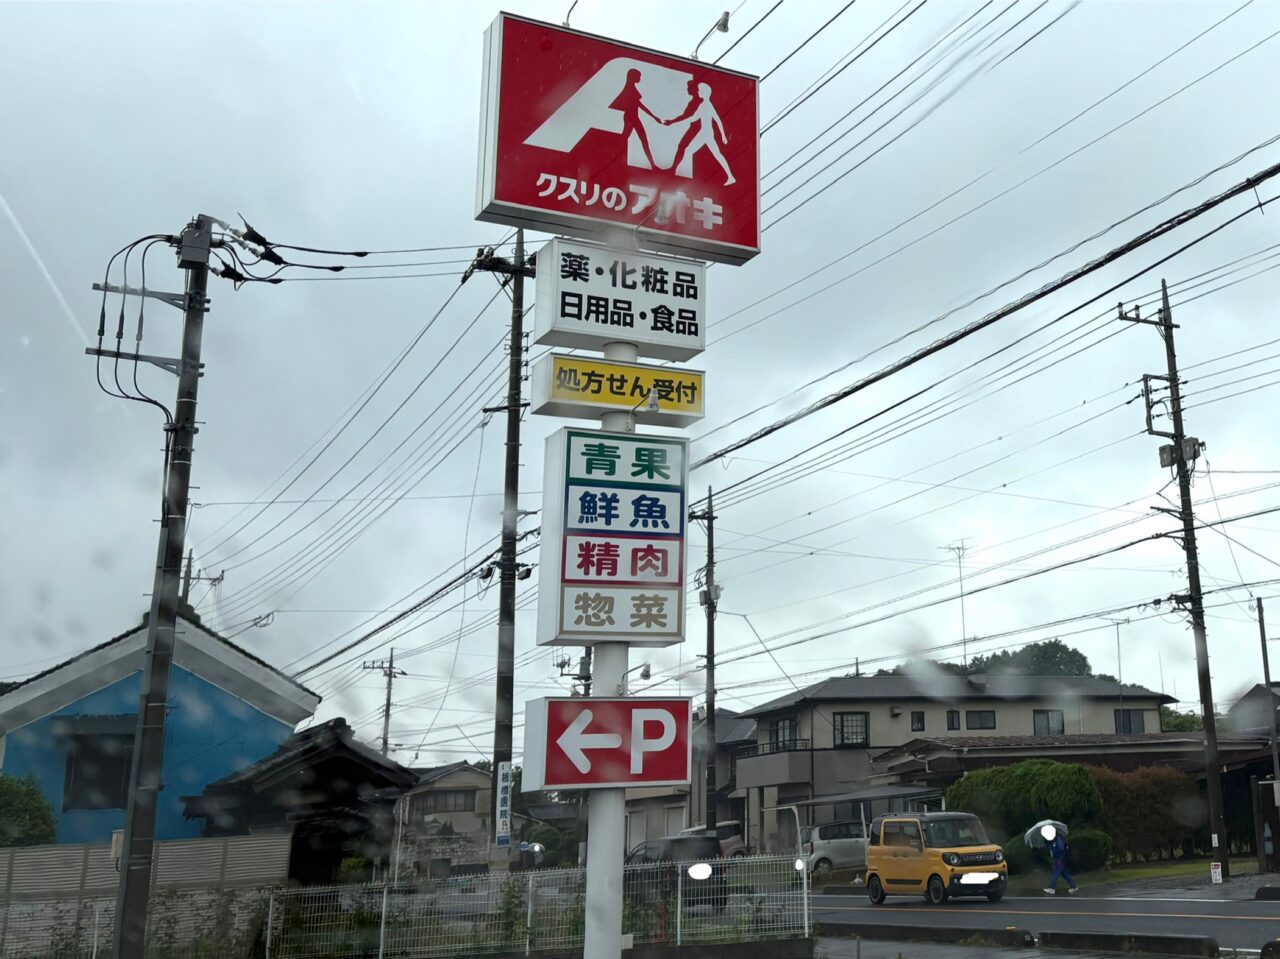 クスリのアオキ
薬・化粧品
日用品・食品
処方せん受付
青果
鮮魚
精肉
惣菜
←P